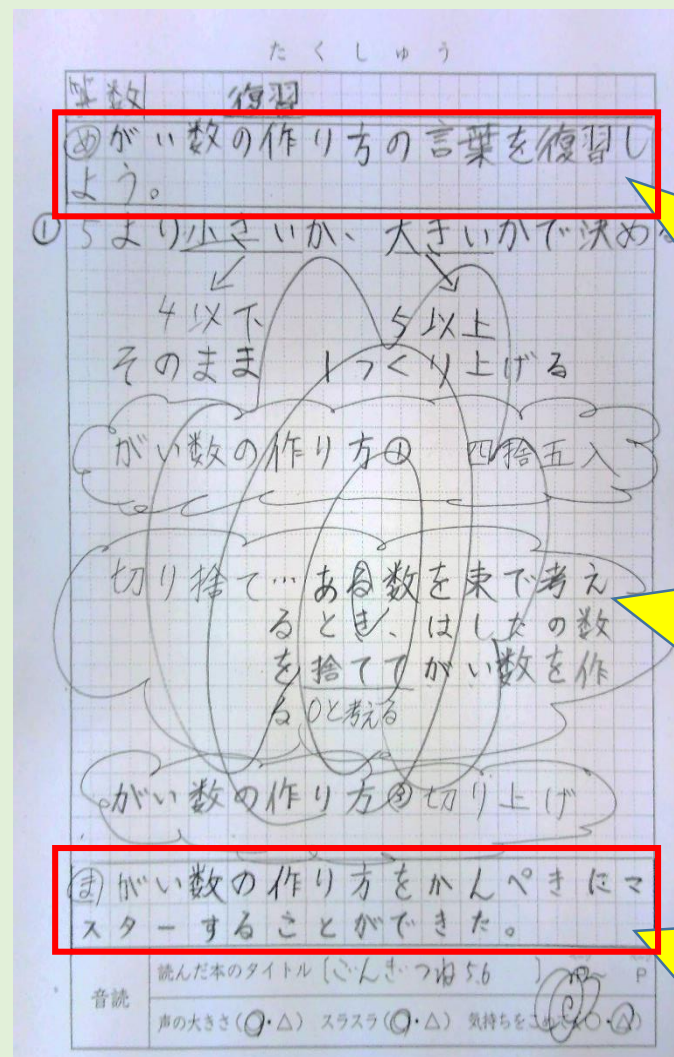 たくしゅう
算数 復習
めがい数の作り方の言葉を復習し
よう。
①5より小さいか、大きいかで決める
4以下 5以上
そのまま 1つくり上げる
がい数の作り方① 四捨五入
切り捨て…ある数を束で考え
るとき、はしたの数
を捨ててがい数を作
る 0と考える
がい数の作り方② 切り上げ
まがい数の作り方をかんぺきにマ
スターすることができた。
音読 読んだ本のタイトル〔ごんぎつね5.6 〕 P
声の大きさ(○・△) スラスラ(○・△) 気持ちをこめて(○・△)